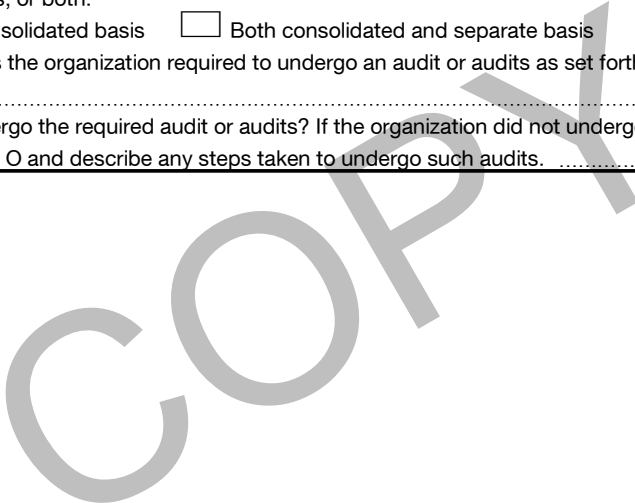 s, or both:
solidated basis Both consolidated and separate basis
s the organization required to undergo an audit or audits as set forth
ergo the required audit or audits? If the organization did not undergo
O and describe any steps taken to undergo such audits.
COPY